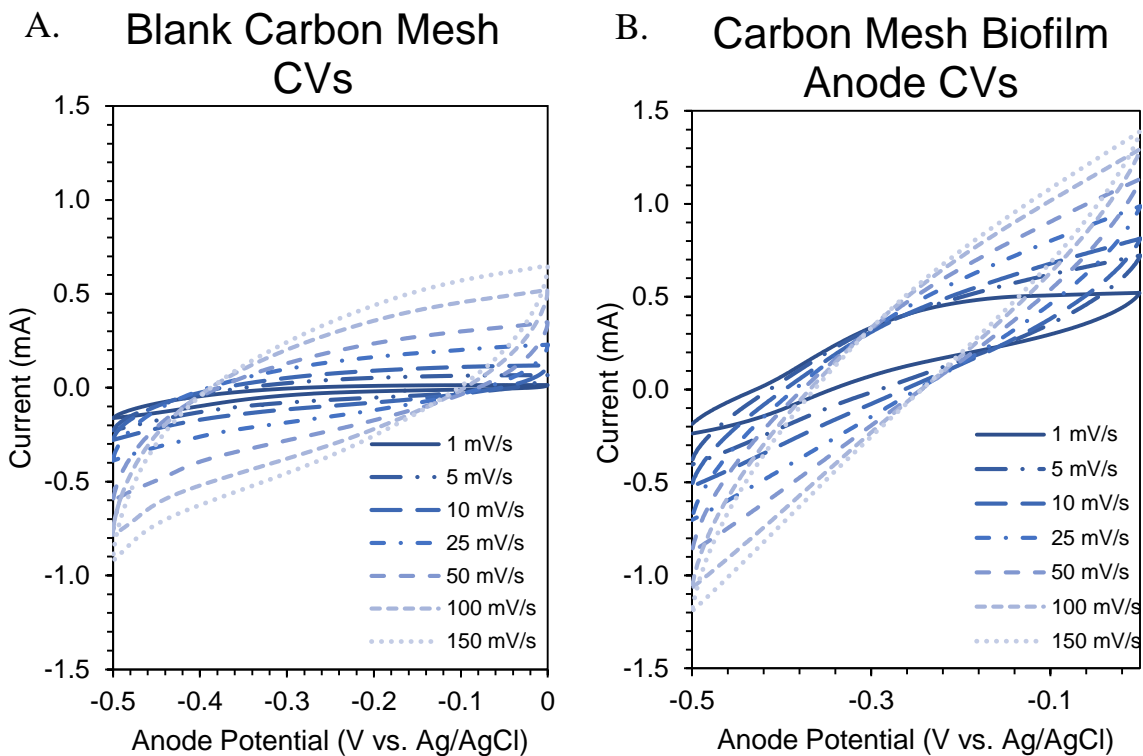 A.
Blank Carbon Mesh
CVs
1.5
1.0
0.5
0.0
-0.5
-1.0
-1.5
Current (mA)
-0.5
-0.4
-0.3
-0.2
-0.1
0
Anode Potential (V vs. Ag/AgCl)
1 mV/s
5 mV/s
10 mV/s
25 mV/s
50 mV/s
100 mV/s
150 mV/s
B.
Carbon Mesh Biofilm
Anode CVs
1.5
1.0
0.5
0.0
-0.5
-1.0
-1.5
Current (mA)
-0.5
-0.3
-0.1
Anode Potential (V vs. Ag/AgCl)
1 mV/s
5 mV/s
10 mV/s
25 mV/s
50 mV/s
100 mV/s
150 mV/s